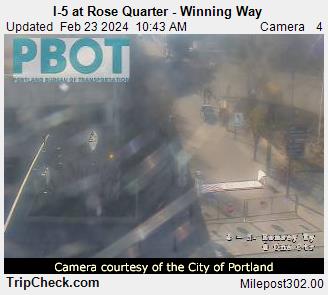 I-5 at Rose Quarter - Winning Way
Updated Feb 23 2024 10:43 AM Camera 4
PBOT
PORTLAND BUREAU OF TRANSPORTATION
Camera courtesy of the City of Portland
TripCheck.com Milepost302.00